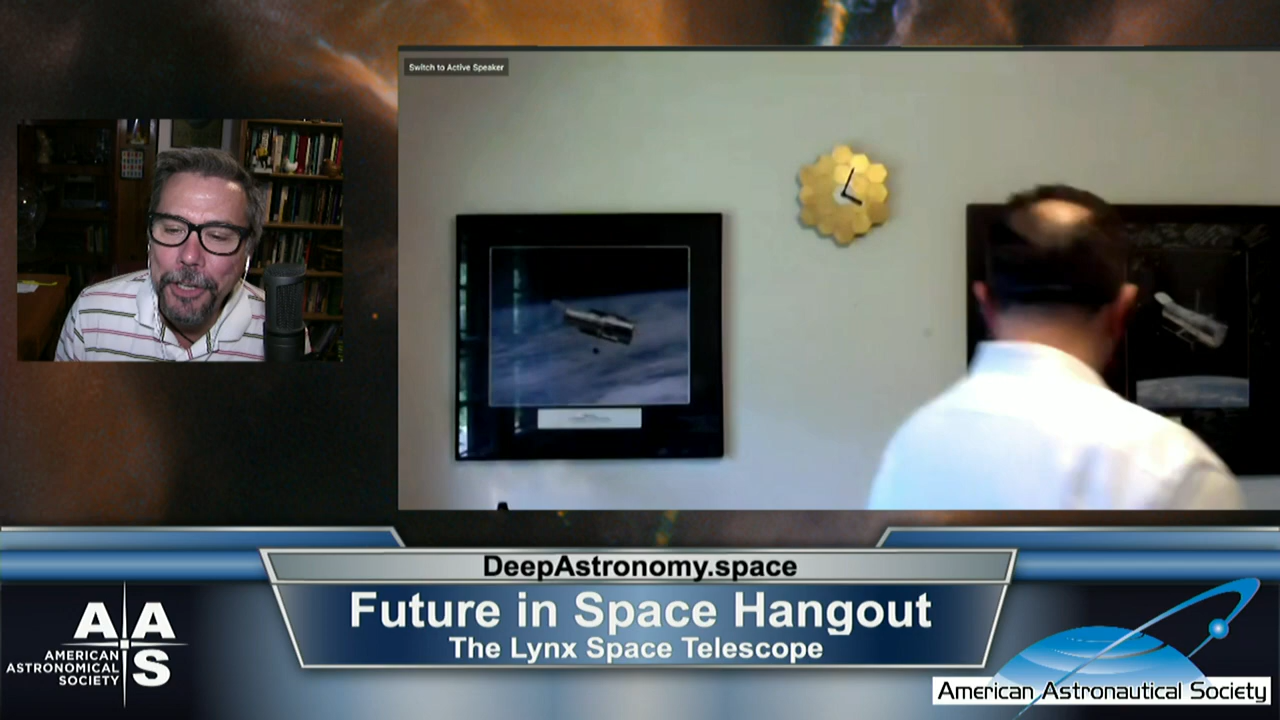 Switch to Active Speaker
DeepAstronomy.space
Future in Space Hangout
The Lynx Space Telescope
AAS
AMERICAN
ASTRONOMICAL
SOCIETY
American Astronautical Society